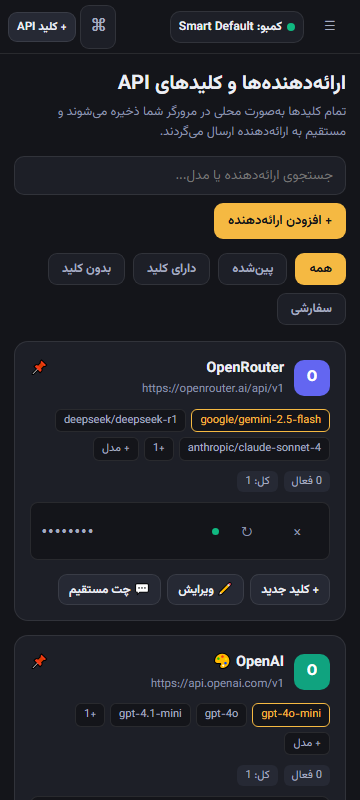 ☰
کمبو: Smart Default
⌘
+ کلید API
ارائه‌دهنده‌ها و کلیدهای API
تمام کلیدها به‌صورت محلی در مرورگر شما ذخیره می‌شوند و
مستقیم به ارائه‌دهنده ارسال می‌گردند.
جستجوی ارائه‌دهنده یا مدل...
+ افزودن ارائه‌دهنده
همه پین‌شده دارای کلید بدون کلید
سفارشی
O OpenRouter 📌
https://openrouter.ai/api/v1
google/gemini-2.5-flash deepseek/deepseek-r1
anthropic/claude-sonnet-4 +1 + مدل
0 فعال کل: 1
× ↻ ••••••••
+ کلید جدید ✏️ ویرایش 💬 چت مستقیم
O OpenAI 🎨 📌
https://api.openai.com/v1
gpt-4o-mini gpt-4o gpt-4.1-mini +1
+ مدل
0 فعال کل: 1